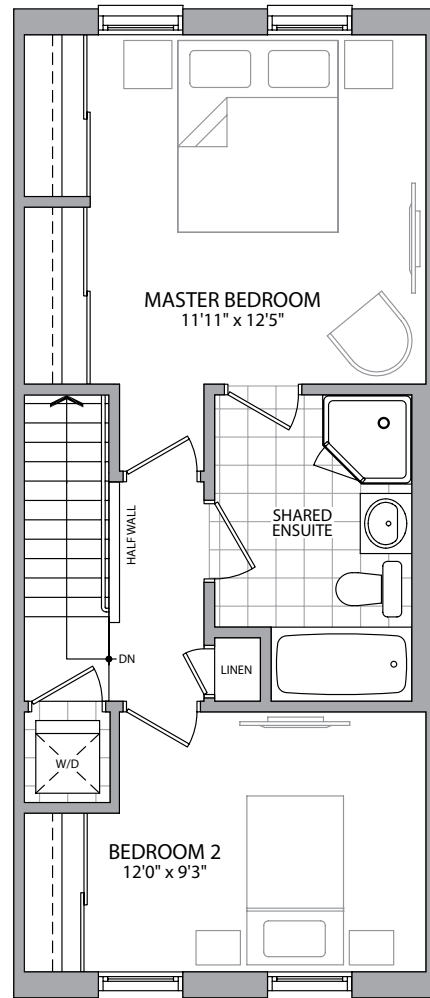 MASTER BEDROOM
11'11" x 12'5"
HALF WALL
SHARED
ENSUITE
DN
LINEN
W/D
BEDROOM 2
12'0" x 9'3"